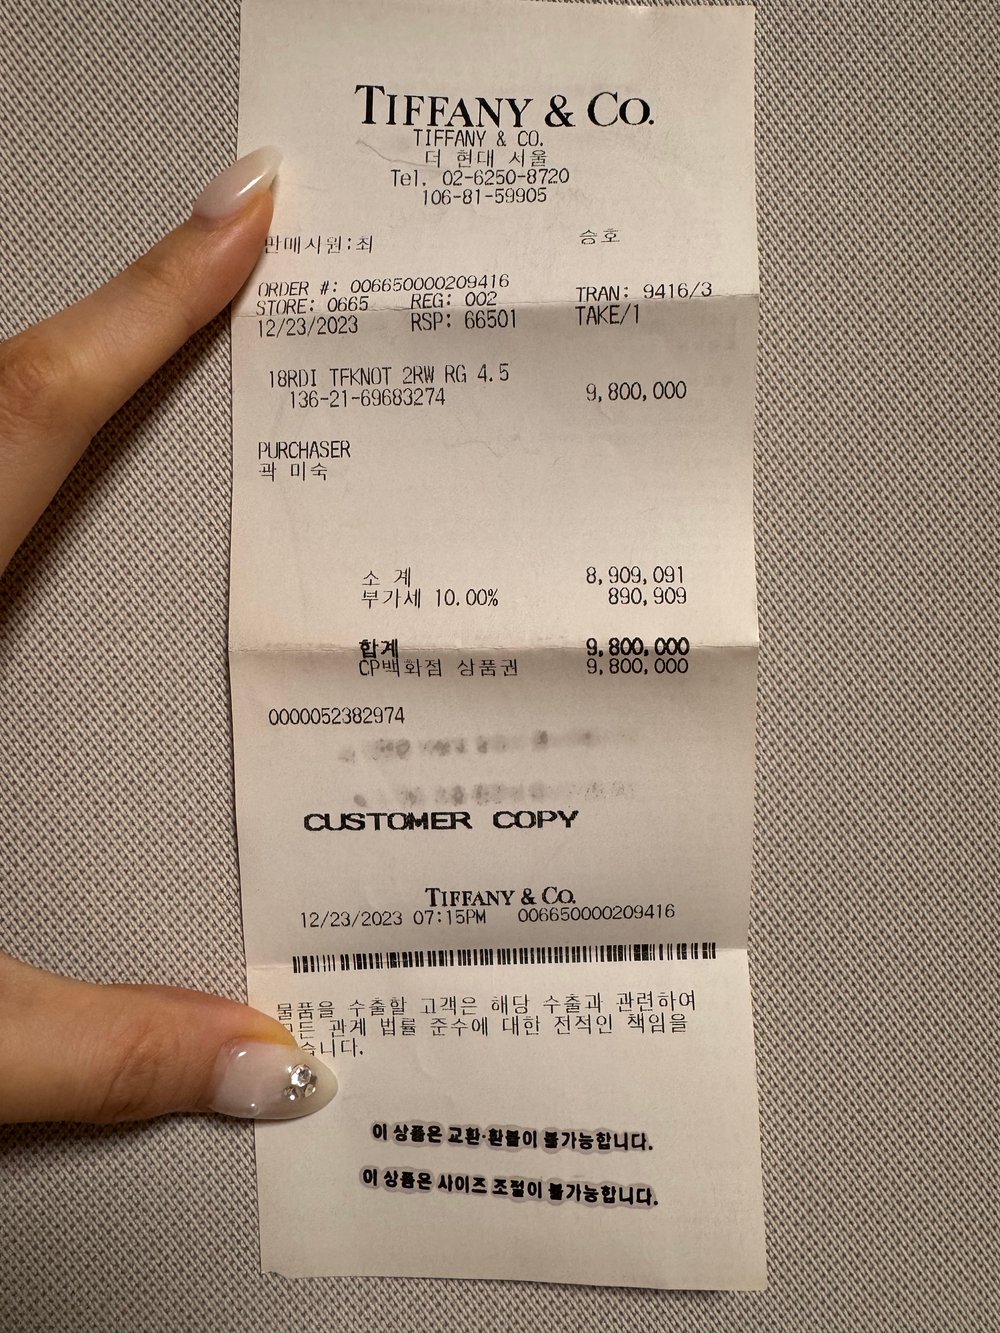 TIFFANY & CO.
TIFFANY & CO.
더 현대 서울
Tel. 02-6250-8720
106-81-59905
판매사원:최 승호
ORDER #: 006650000209416
STORE: 0665 REG: 002 TRAN: 9416/3
12/23/2023 RSP: 66501 TAKE/1
18RDI TFKNOT 2RW RG 4.5
136-21-69683274 9,800,000
PURCHASER
곽 미숙
소 계 8,909,091
부가세 10.00% 890,909
합계 9,800,000
CP백화점 상품권 9,800,000
0000052382974
CUSTOMER COPY
TIFFANY & CO.
12/23/2023 07:15PM 006650000209416
물품을 수출할 고객은 해당 수출과 관련하여
모든 관계 법률 준수에 대한 전적인 책임을
습니다.
이 상품은 교환·환불이 불가능합니다.
이 상품은 사이즈 조절이 불가능합니다.